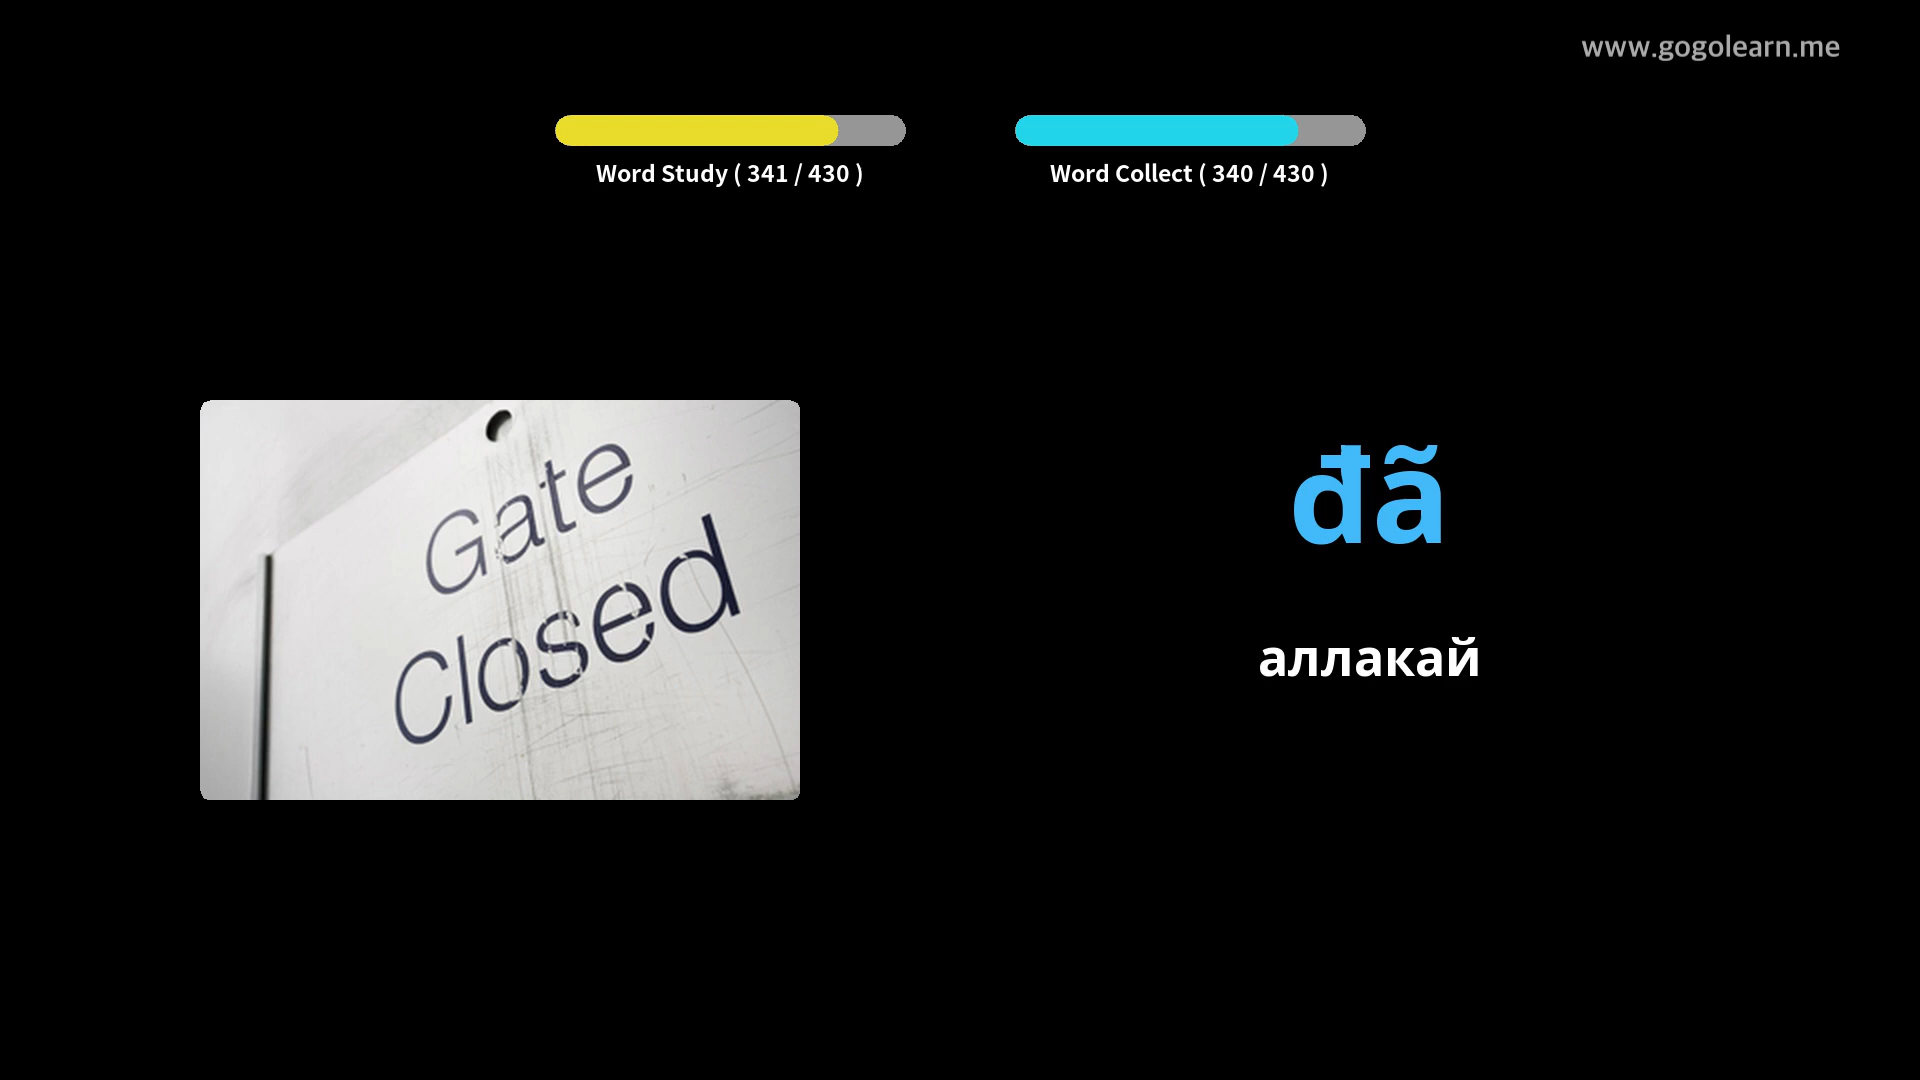 www.gogolearn.me
Word Study ( 341 / 430 )
Word Collect ( 340 / 430 )
Gate
Closed
đã
аллакай